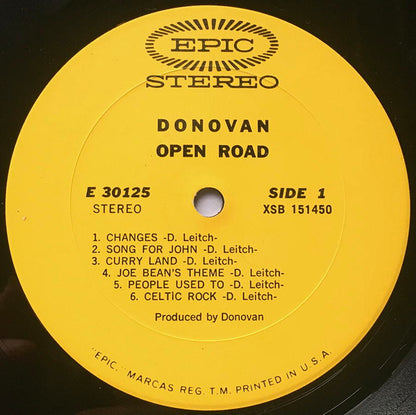 EPIC
STEREO
DONOVAN
OPEN ROAD
E 30125 SIDE 1
STEREO XSB 151450
1. CHANGES -D. Leitch-
2. SONG FOR JOHN -D. Leitch-
3. CURRY LAND -D. Leitch-
4. JOE BEAN'S THEME -D. Leitch-
5. PEOPLE USED TO -D. Leitch-
6. CELTIC ROCK -D. Leitch-
Produced by Donovan
"EPIC," MARCAS REG. T.M. PRINTED IN U.S.A.